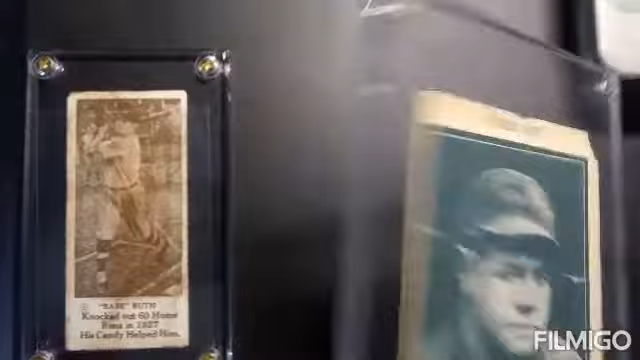 "BABE" RUTH
Knocked out 60 Home
Runs in 1927
His Candy Helped Him.
FILMIGO